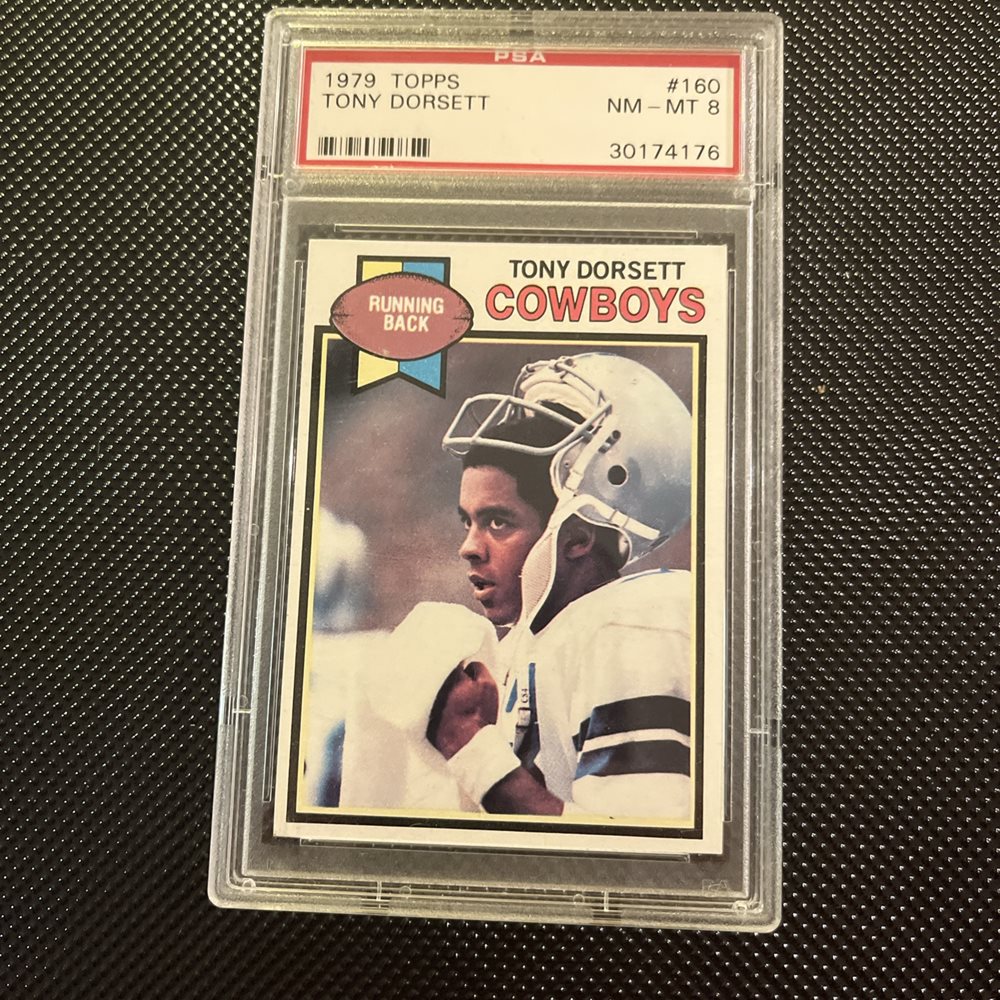 PSA
1979 TOPPS #160
TONY DORSETT NM - MT 8
30174176
TONY DORSETT
COWBOYS
RUNNING
BACK